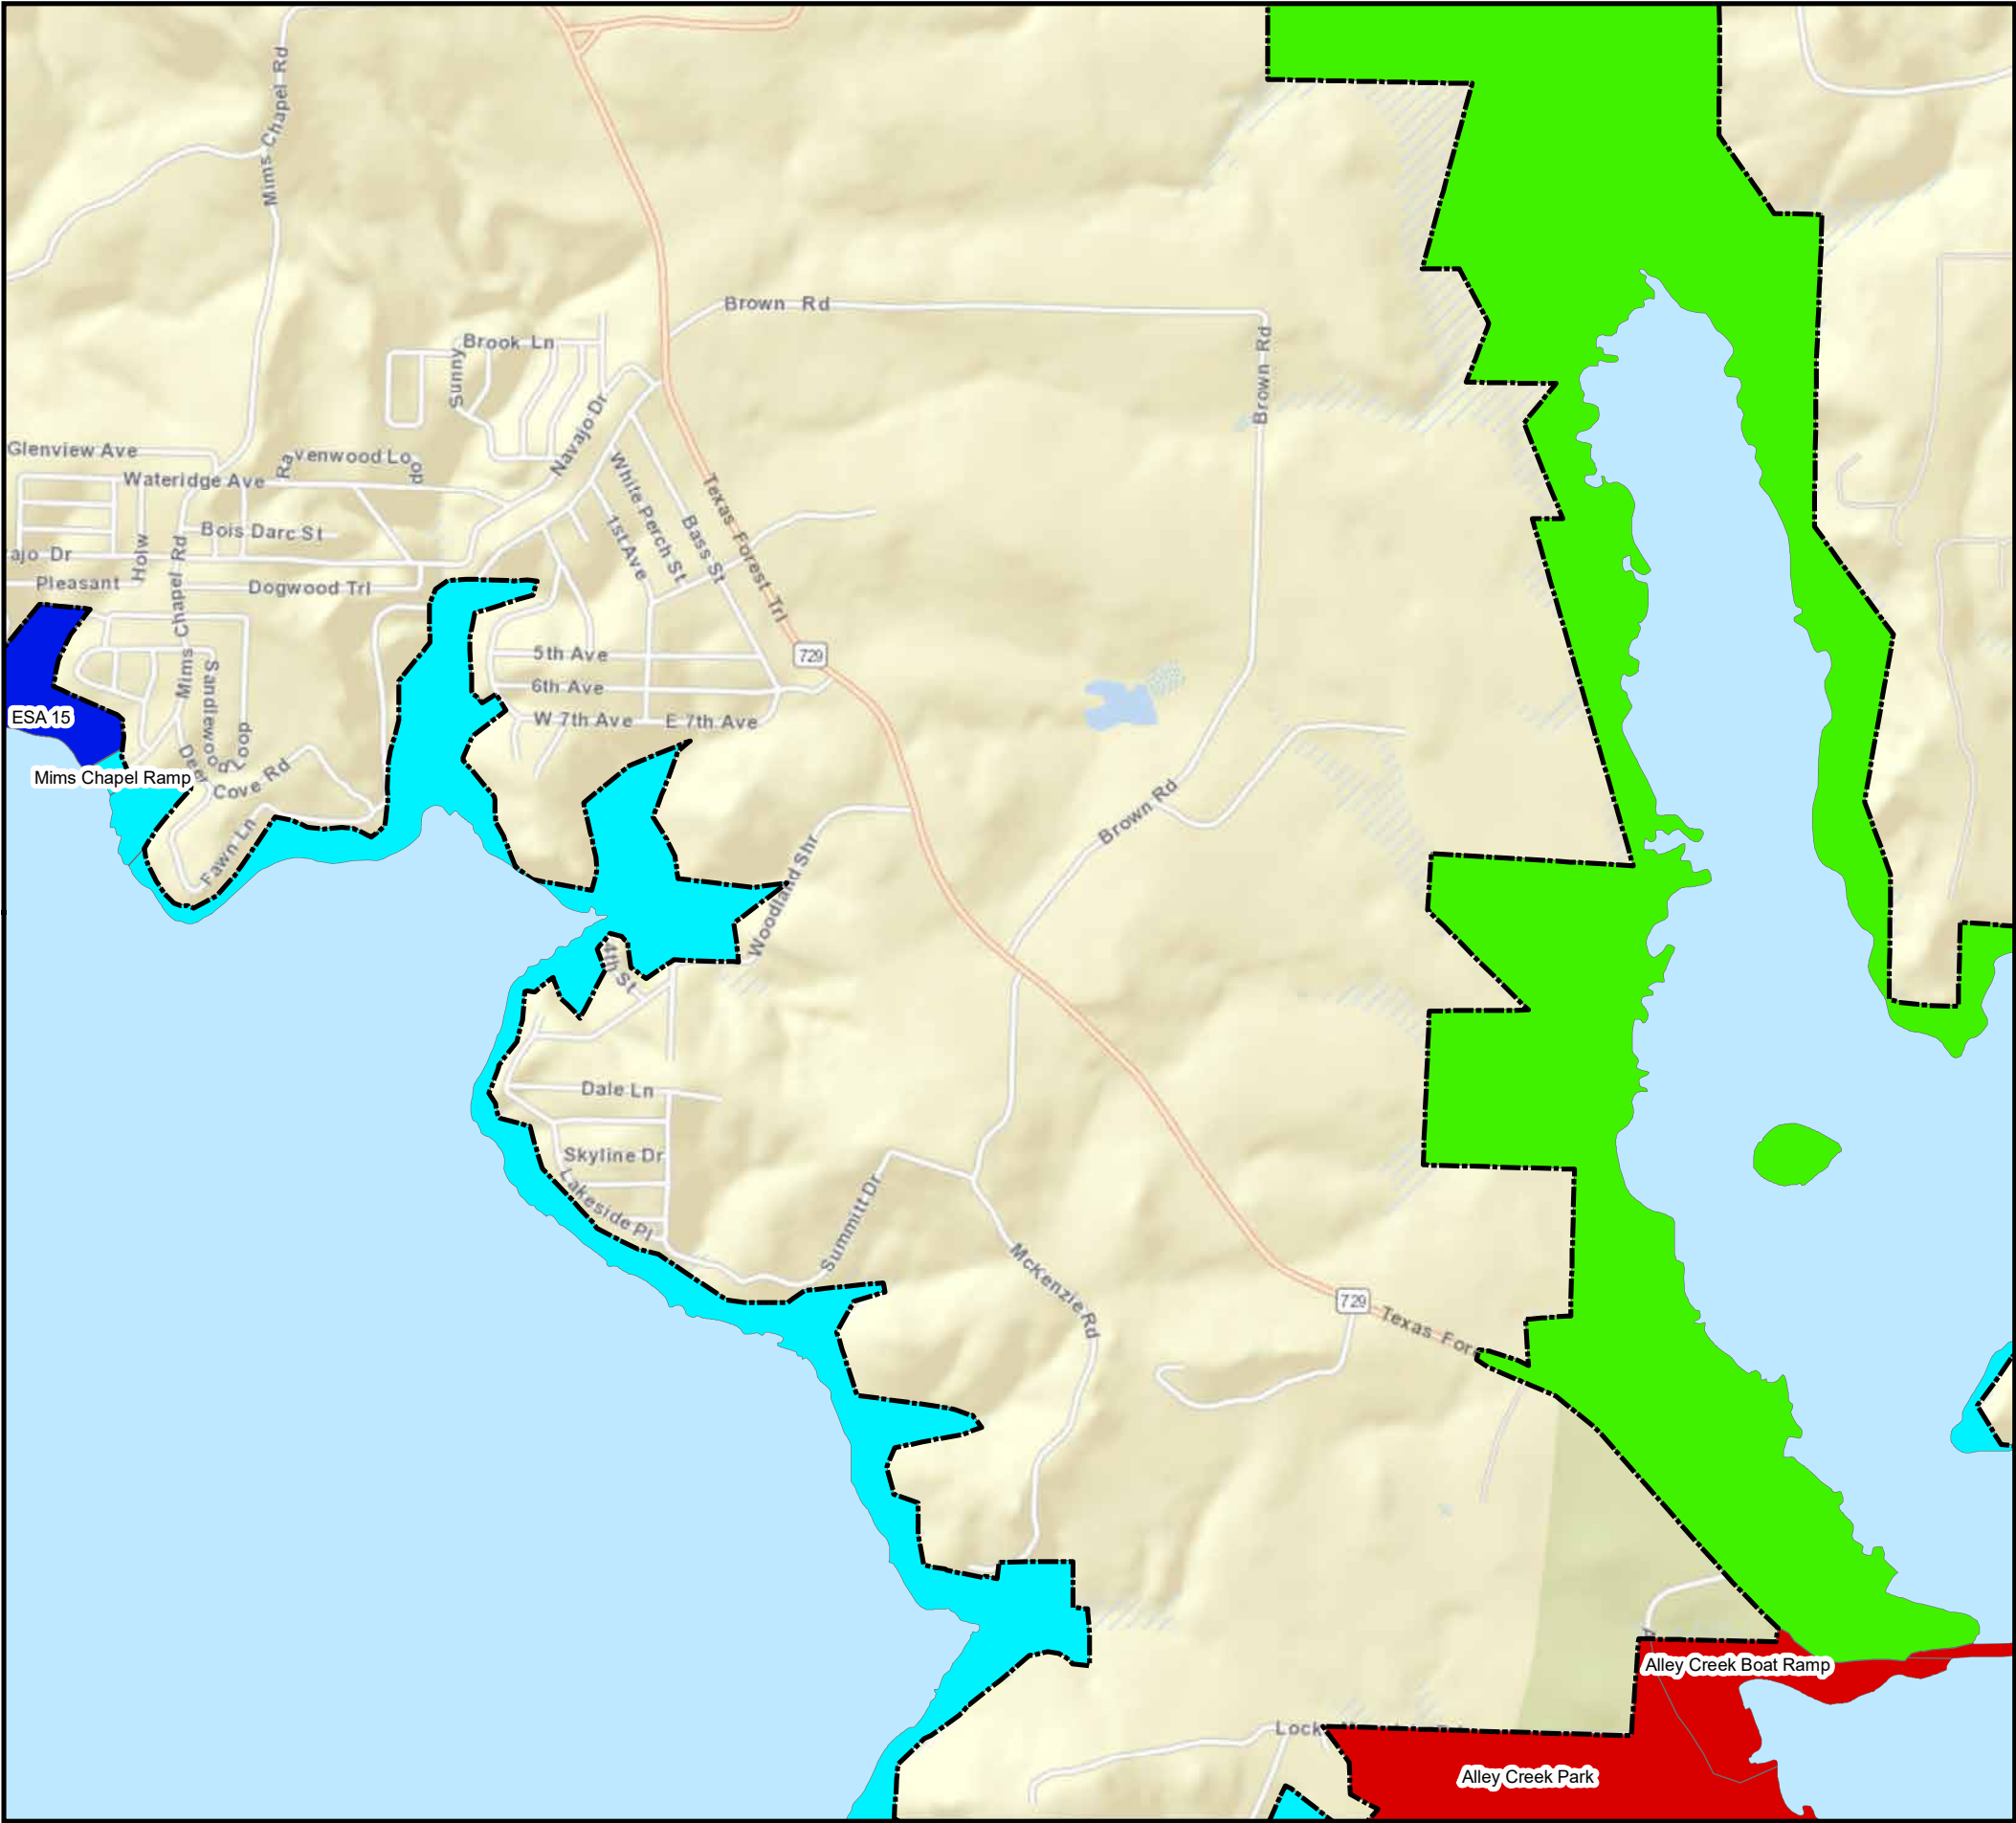 Mims Chapel Rd
Brown Rd
Brown Rd
Brook Ln
Sunny
Navajo Dr
Glenview Ave
Ravenwood Loop
Wateridge Ave
White Perch St
Texas Forest Trl
Bois Darc St
1st Ave
Bass St
ajo Dr
Holw
Pleasant
Mims Chapel Rd
Dogwood Trl
5th Ave
729
6th Ave
ESA 15
Sandlewood Loop
W 7th Ave
E 7th Ave
Mims Chapel Ramp
Deer Cove Rd
Fawn Ln
Brown Rd
Woodland Shr
4th St
Dale Ln
Skyline Dr
Lakeside Pl
Summitt Dr
McKenzie Rd
729
Texas Fore
Alley Creek Boat Ramp
Lock
Alley Creek Park